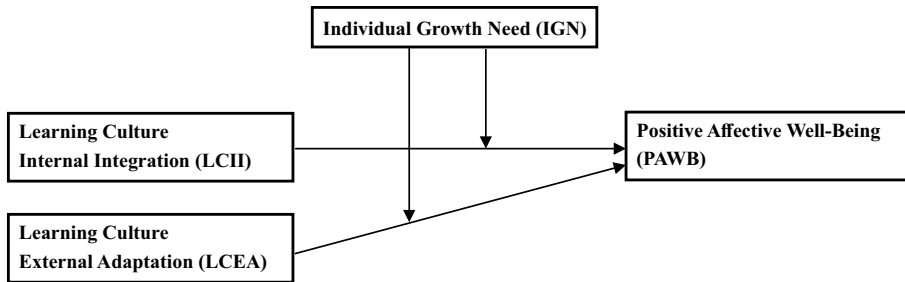 Individual Growth Need (IGN)
Learning Culture
Internal Integration (LCII)
Positive Affective Well-Being
(PAWB)
Learning Culture
External Adaptation (LCEA)